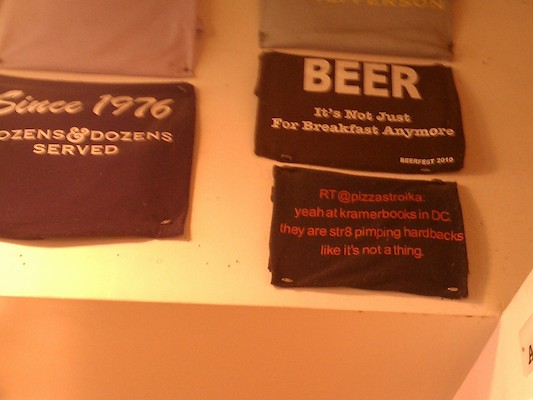 Since 1976
DOZENS & DOZENS
SERVED
JEFFERSON
BEER
It's Not Just
For Breakfast Anymore
BEERFEST 2010
RT @pizzastroika:
yeah at kramerbooks in DC.
they are str8 pimping hardbacks
like it's not a thing.